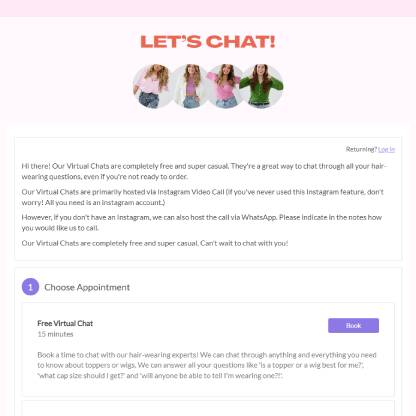 LET'S CHAT!
Returning? Log in
Hi there! Our Virtual Chats are completely free and super casual. They're a great way to chat through all your hair-
wearing questions, even if you're not ready to order.
Our Virtual Chats are primarily hosted via Instagram Video Call (if you've never used this Instagram feature, don't
worry! All you need is an Instagram account.)
However, if you don't have an Instagram, we can also host the call via WhatsApp. Please indicate in the notes how
you would like us to call.
Our Virtual Chats are completely free and super casual, Can't wait to chat with you!
1 Choose Appointment
Free Virtual Chat
15 minutes
Book
Book a time to chat with our hair-wearing experts! We can chat through anything and everything you need
to know about toppers or wigs. We can answer all your questions like 'is a topper or a wig best for me?',
'what cap size should I get?' and 'will anyone be able to tell I'm wearing one?!'.